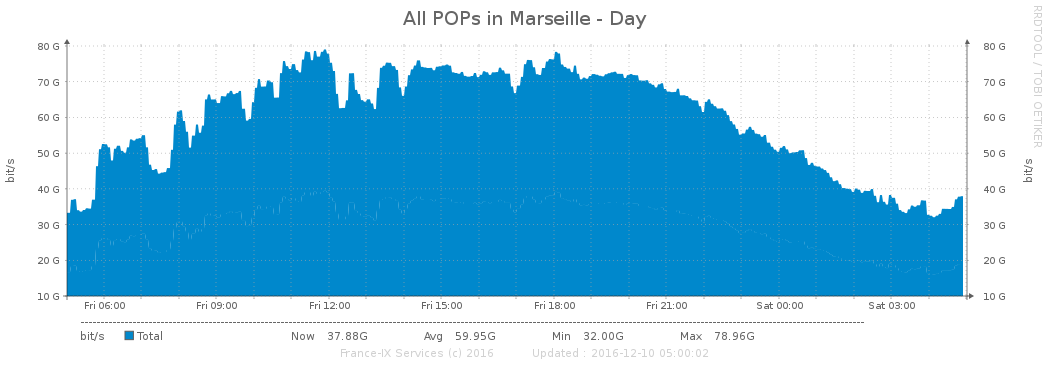 All POPs in Marseille - Day
RRDTOOL / TOBI OETIKER
80 G 80 G
70 G 70 G
60 G 60 G
50 G 50 G
40 G 40 G
30 G 30 G
20 G 20 G
10 G 10 G
bit/s
bit/s
Fri 06:00 Fri 09:00 Fri 12:00 Fri 15:00 Fri 18:00 Fri 21:00 Sat 00:00 Sat 03:00
bit/s Total Now 37.88G Avg 59.95G Min 32.00G Max 78.96G
France-IX Services (c) 2016 Updated : 2016-12-10 05:00:02